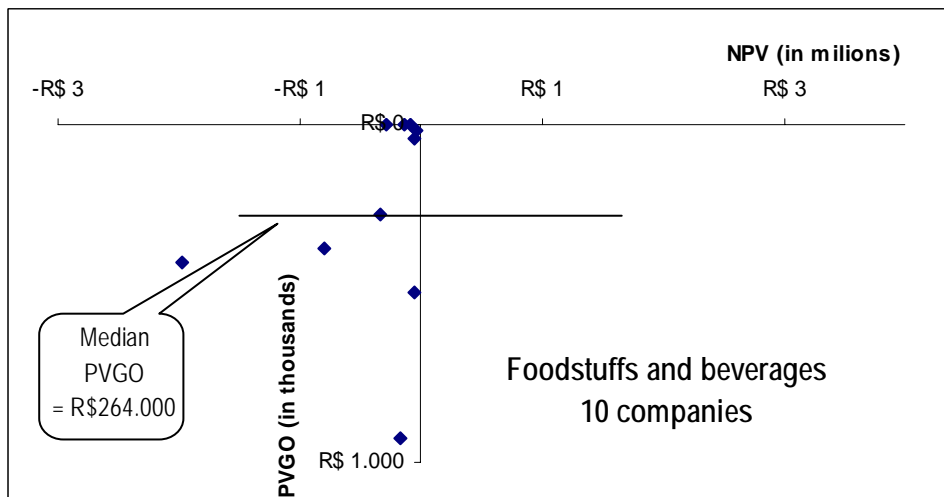 NPV (in milions)
-R$ 3
-R$ 1
R$ 1
R$ 3
R$ 0
PVGO (in thousands)
Median
PVGO
= R$264.000
Foodstuffs and beverages
10 companies
R$ 1.000